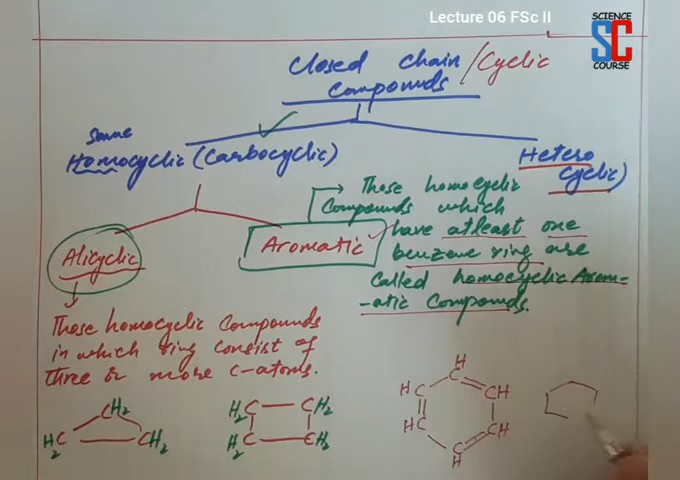 Lecture 06 FSc II
SCIENCE
SC
COURSE
Closed Chain /Cyclic
Compounds
Same
Homocyclic (Carbocyclic)
Hetero
Cyclic)
Those homocyclic
Compounds which
have atleast one
benzene ring are
Called homocyclic Arom-
-atic Compounds.
Alicyclic
Aromatic
Those homocyclic Compounds
in which ring consist of
three or more C-atoms.
CH2
H2C CH2
H2C CH2
H2C CH2
H
C
HC CH
HC CH
C
H